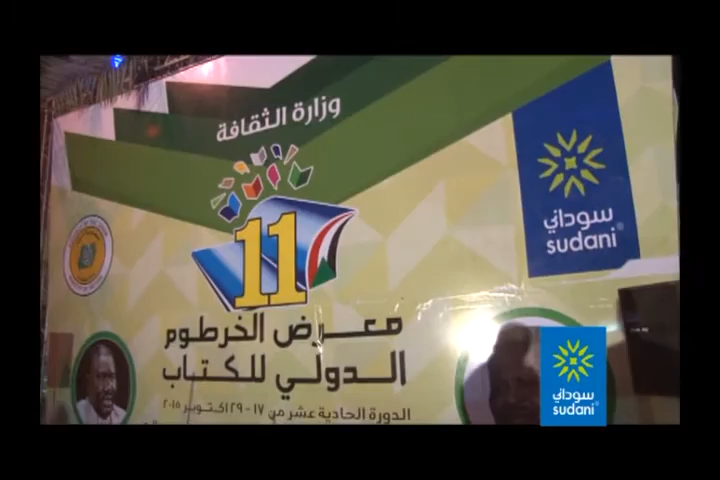 وزارة الثقافة
سوداني
sudani
11
معرض الخرطوم
الدولي للكتاب
الدورة الحادية عشر من ١٧ - ٢٩ اكتوبر ٢٠١٥
سوداني
sudani